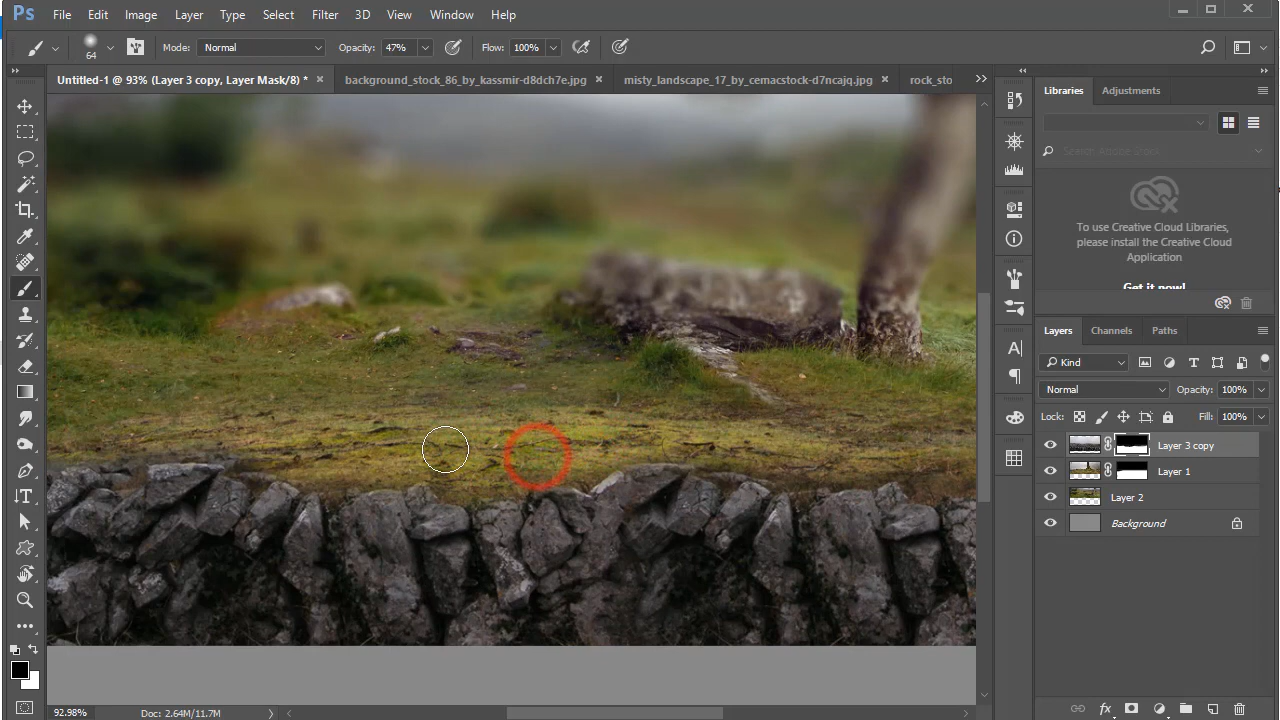 Ps File Edit Image Layer Type Select Filter 3D View Window Help
64 Mode: Normal Opacity: 47% Flow: 100%
Untitled-1 @ 93% (Layer 3 copy, Layer Mask/8) * × background_stock_86_by_kassmir-d8dch7e.jpg × misty_landscape_17_by_cemacstock-d7ncajq.jpg × rock_sto
Libraries Adjustments
Search Adobe Stock
To use Creative Cloud Libraries,
please install the Creative Cloud
Application
Get it now!
Layers Channels Paths
Kind
Normal Opacity: 100%
Lock: Fill: 100%
Layer 3 copy
Layer 1
Layer 2
Background
92.98% Doc: 2.64M/11.7M